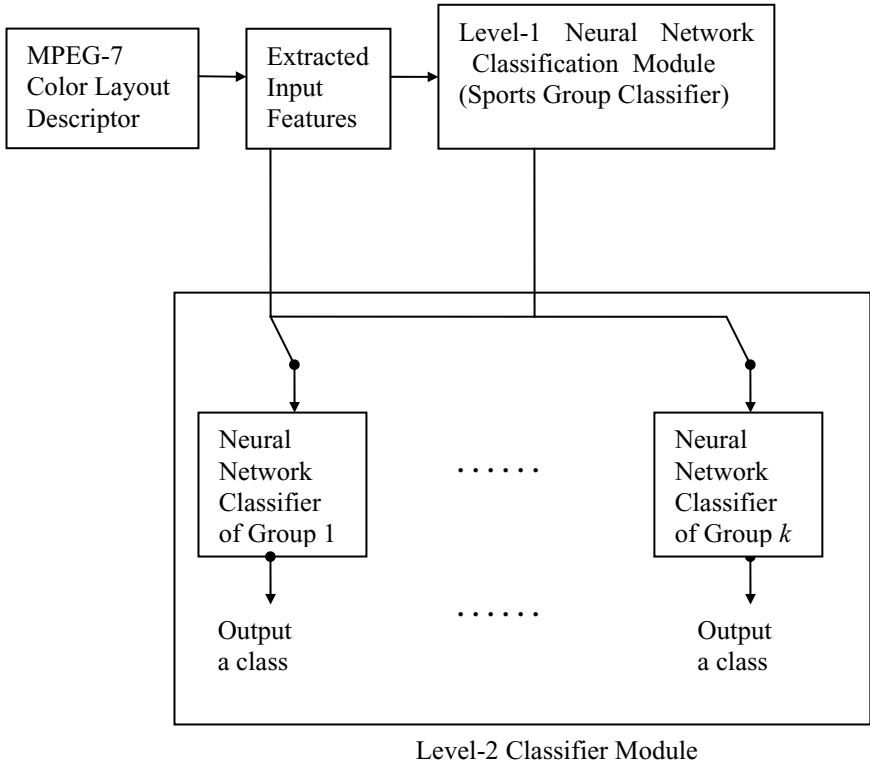 MPEG-7
Color Layout
Descriptor
Extracted
Input
Features
Level-1 Neural Network
Classification Module
(Sports Group Classifier)
Neural
Network
Classifier
of Group 1
. . . . . .
Neural
Network
Classifier
of Group k
Output
a class
. . . . . .
Output
a class
Level-2 Classifier Module